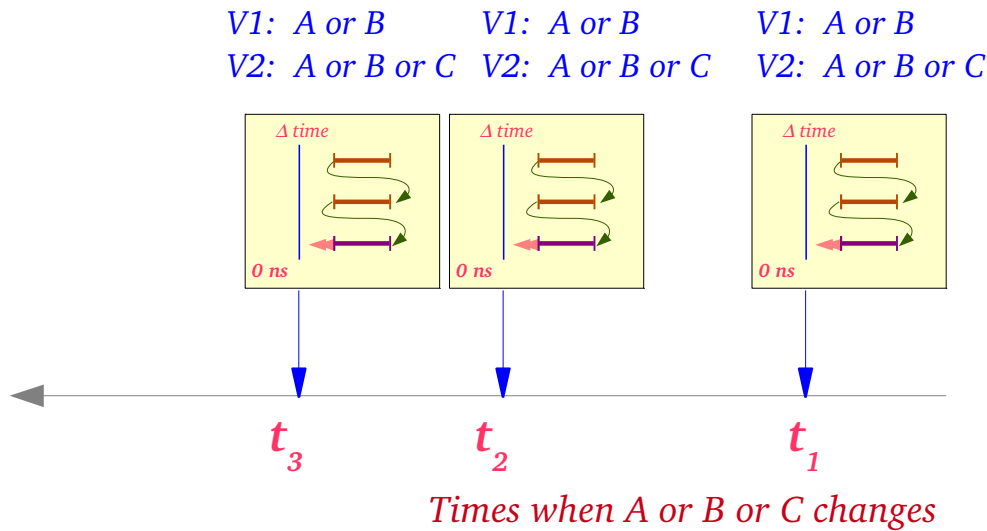 V1: A or B V1: A or B V1: A or B
V2: A or B or C V2: A or B or C V2: A or B or C
Δ time Δ time Δ time
0 ns 0 ns 0 ns
t3 t2 t1
Times when A or B or C changes